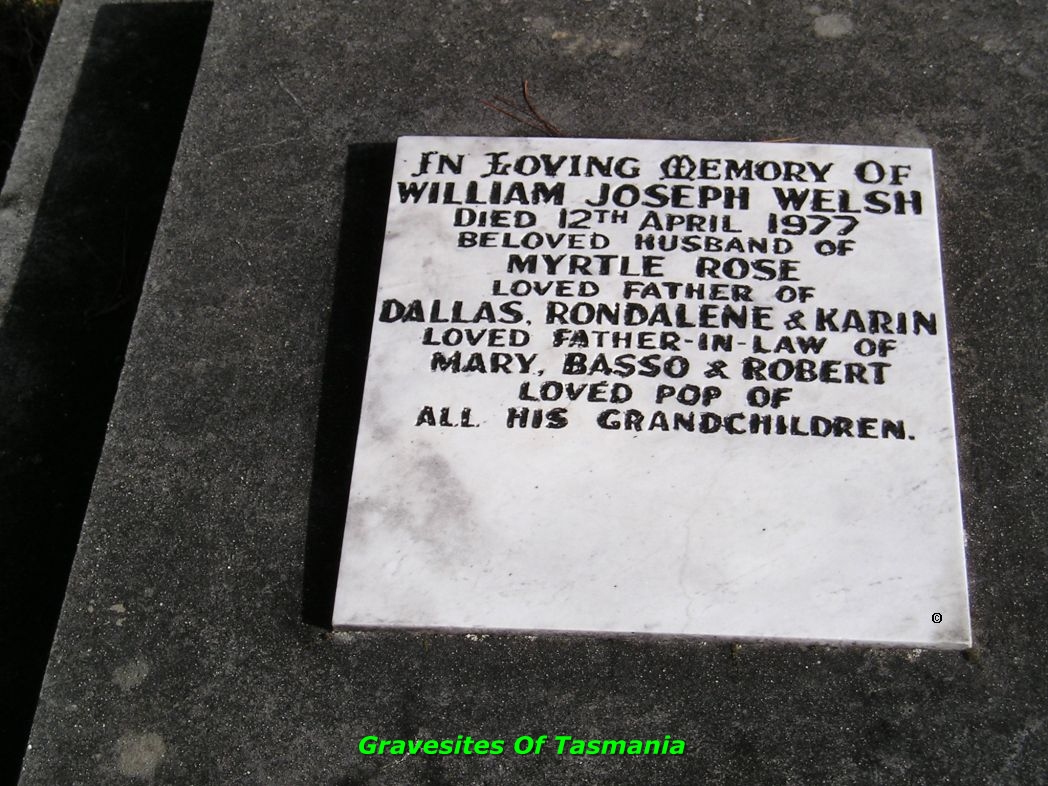 IN LOVING MEMORY OF
WILLIAM JOSEPH WELSH
DIED 12TH APRIL 1977
BELOVED HUSBAND OF
MYRTLE ROSE
LOVED FATHER OF
DALLAS, RONDALENE & KARIN
LOVED FATHER-IN-LAW OF
MARY, BASSO & ROBERT
LOVED POP OF
ALL HIS GRANDCHILDREN.
©
Gravesites Of Tasmania